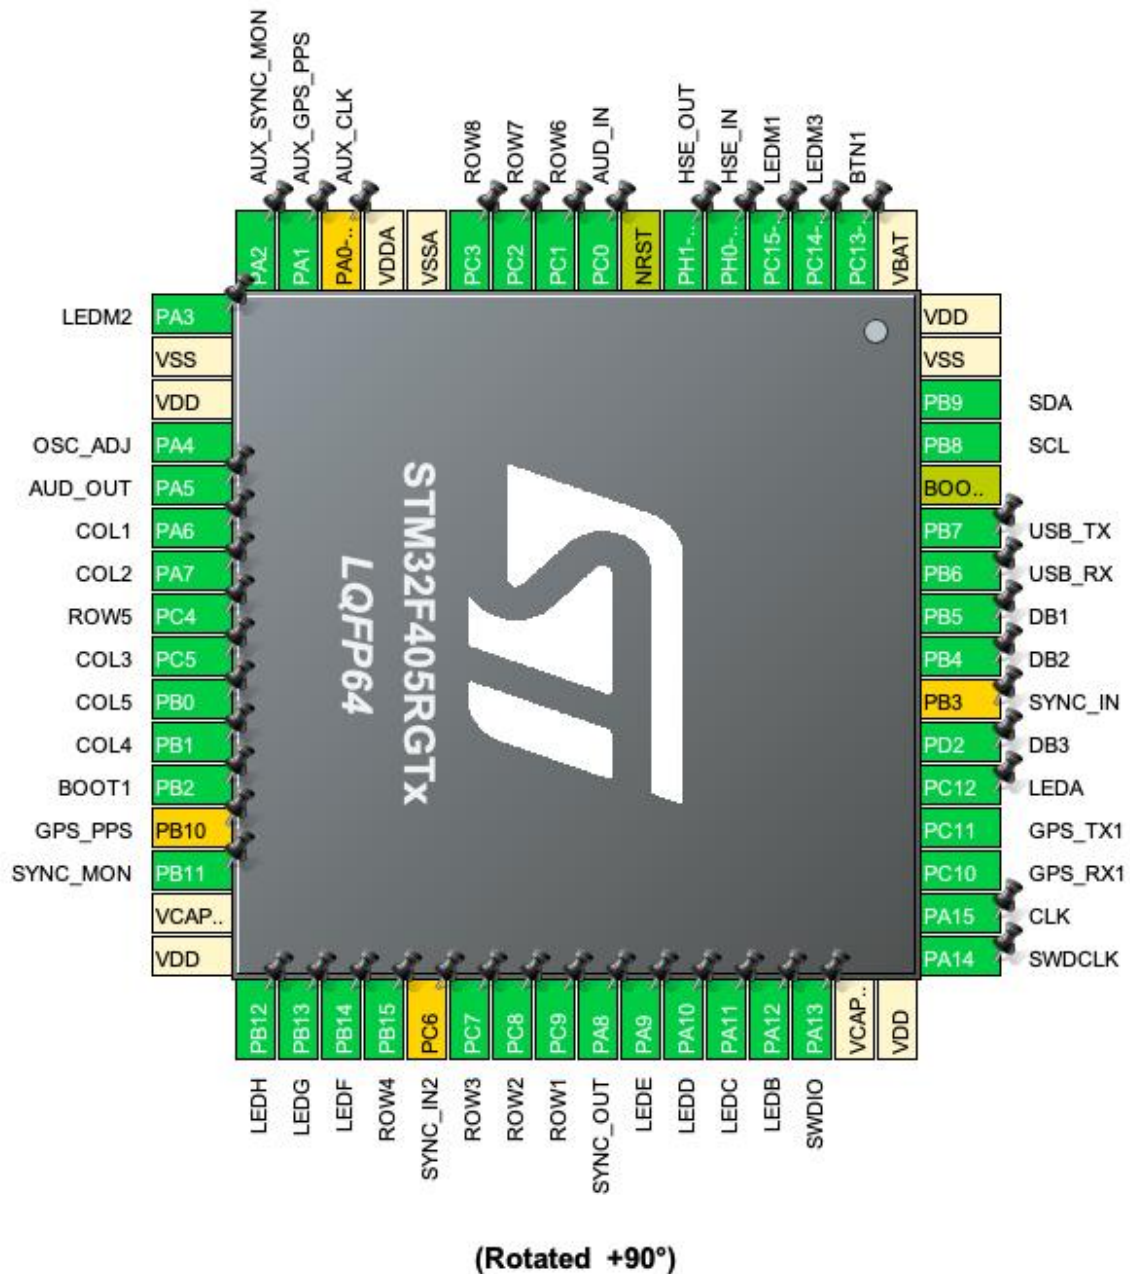 AUX_SYNC_MON
AUX_GPS_PPS
AUX_CLK
ROW8
ROW7
ROW6
AUD_IN
HSE_OUT
HSE_IN
LEDM1
LEDM3
BTN1
PA2
PA1
PA0-..
VDDA
VSSA
PC3
PC2
PC1
PC0
NRST
PH1-..
PH0-..
PC15-..
PC14-..
PC13-..
VBAT
LEDM2 PA3
VSS
VDD
OSC_ADJ PA4
AUD_OUT PA5
COL1 PA6
COL2 PA7
ROW5 PC4
COL3 PC5
COL5 PB0
COL4 PB1
BOOT1 PB2
GPS_PPS PB10
SYNC_MON PB11
VCAP..
VDD
STM32F405RGTx
LQFP64
VDD
VSS
PB9 SDA
PB8 SCL
BOO..
PB7 USB_TX
PB6 USB_RX
PB5 DB1
PB4 DB2
PB3 SYNC_IN
PD2 DB3
PC12 LEDA
PC11 GPS_TX1
PC10 GPS_RX1
PA15 CLK
PA14 SWDCLK
PB12
PB13
PB14
PB15
PC6
PC7
PC8
PC9
PA8
PA9
PA10
PA11
PA12
PA13
VCAP..
VDD
LEDH
LEDG
LEDF
ROW4
SYNC_IN2
ROW3
ROW2
ROW1
SYNC_OUT
LEDE
LEDD
LEDC
LEDB
SWDIO
(Rotated +90°)